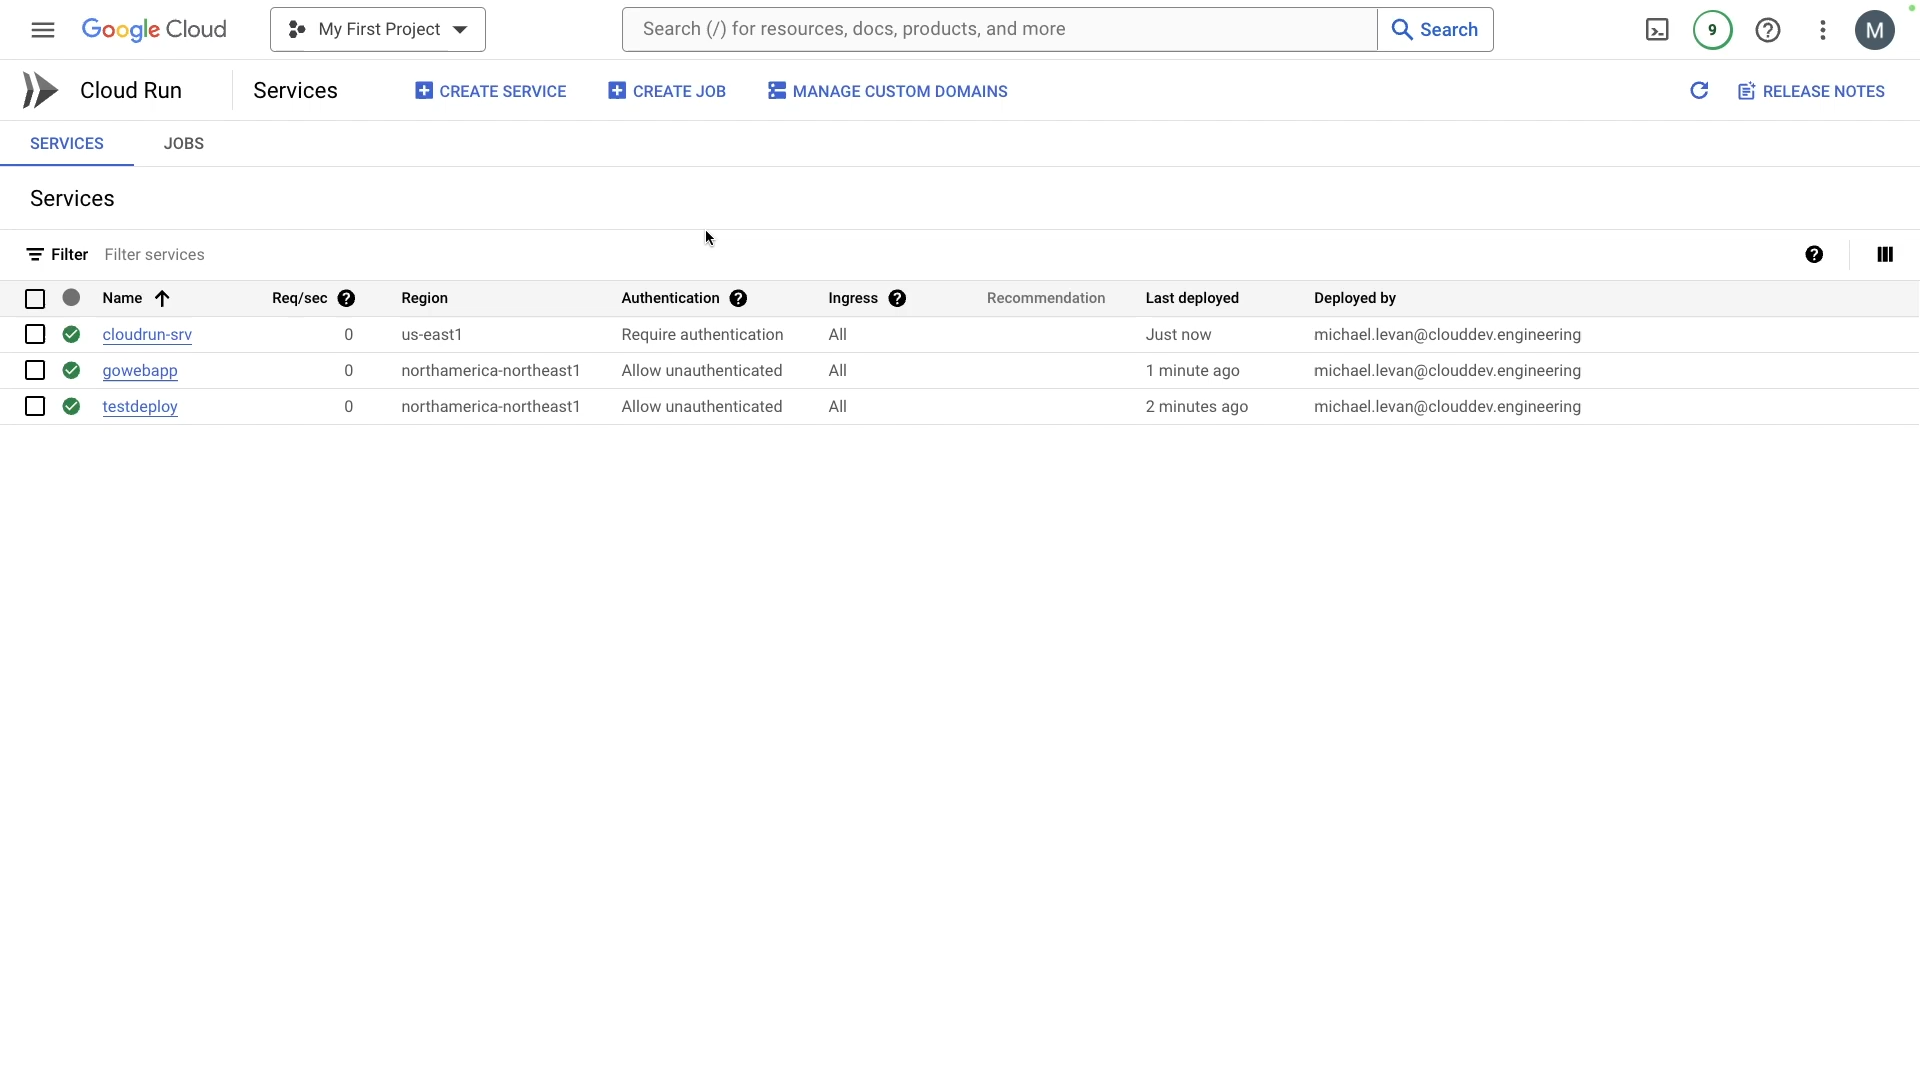 Google Cloud My First Project Search (/) for resources, docs, products, and more Search 9 M
Cloud Run Services CREATE SERVICE CREATE JOB MANAGE CUSTOM DOMAINS RELEASE NOTES
SERVICES JOBS
Services
Filter Filter services
Name Req/sec Region Authentication Ingress Recommendation Last deployed Deployed by
cloudrun-srv 0 us-east1 Require authentication All Just now michael.levan@clouddev.engineering
gowebapp 0 northamerica-northeast1 Allow unauthenticated All 1 minute ago michael.levan@clouddev.engineering
testdeploy 0 northamerica-northeast1 Allow unauthenticated All 2 minutes ago michael.levan@clouddev.engineering